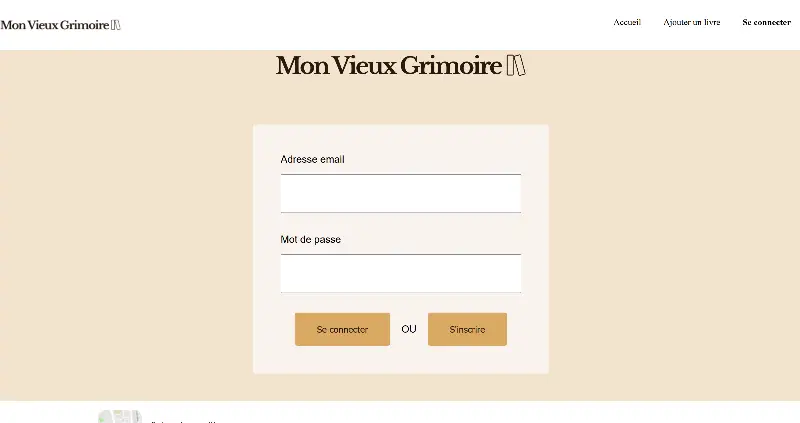 Mon Vieux Grimoire
Accueil
Ajouter un livre
Se connecter
Mon Vieux Grimoire
Adresse email
Mot de passe
Se connecter
OU
S'inscrire